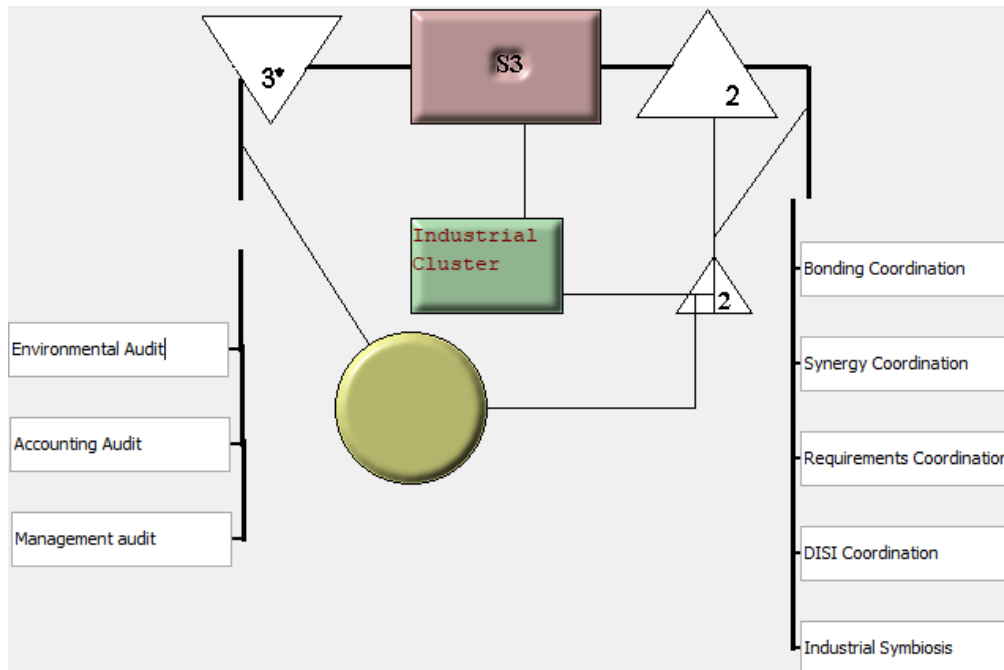 3*
S3
2
Industrial
Cluster
2
Environmental Audit
Accounting Audit
Management audit
Bonding Coordination
Synergy Coordination
Requirements Coordination
DISI Coordination
Industrial Symbiosis